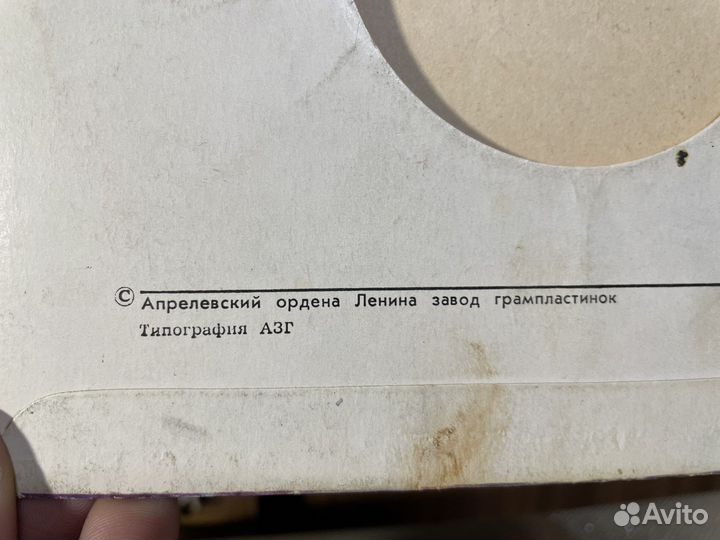 © Апрелевский ордена Ленина завод грампластинок
Типография АЗГ
Avito